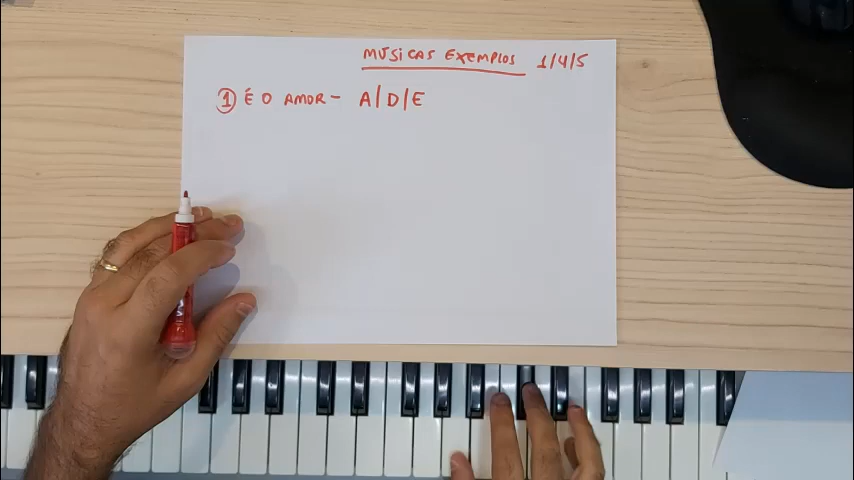 MUSICAS EXEMPLOS 1/4/5
1 É O AMOR - A/D/E